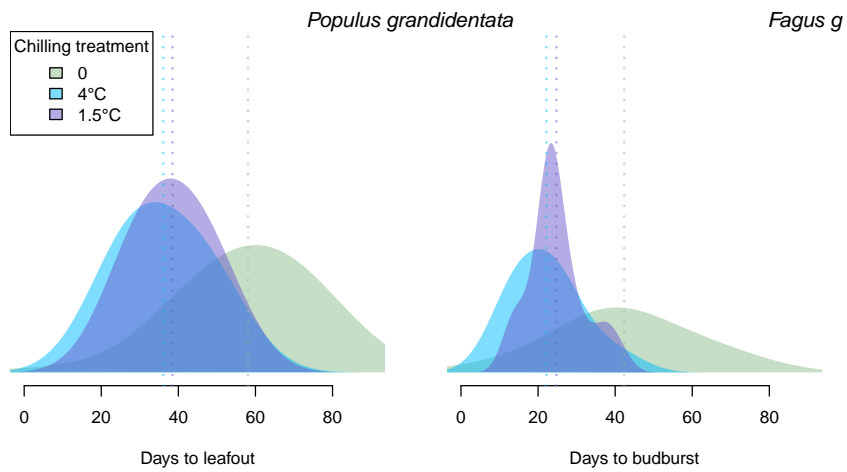 Populus grandidentata
Fagus g
Chilling treatment
0
4°C
1.5°C
0 20 40 60 80
0 20 40 60 80
Days to leafout
Days to budburst